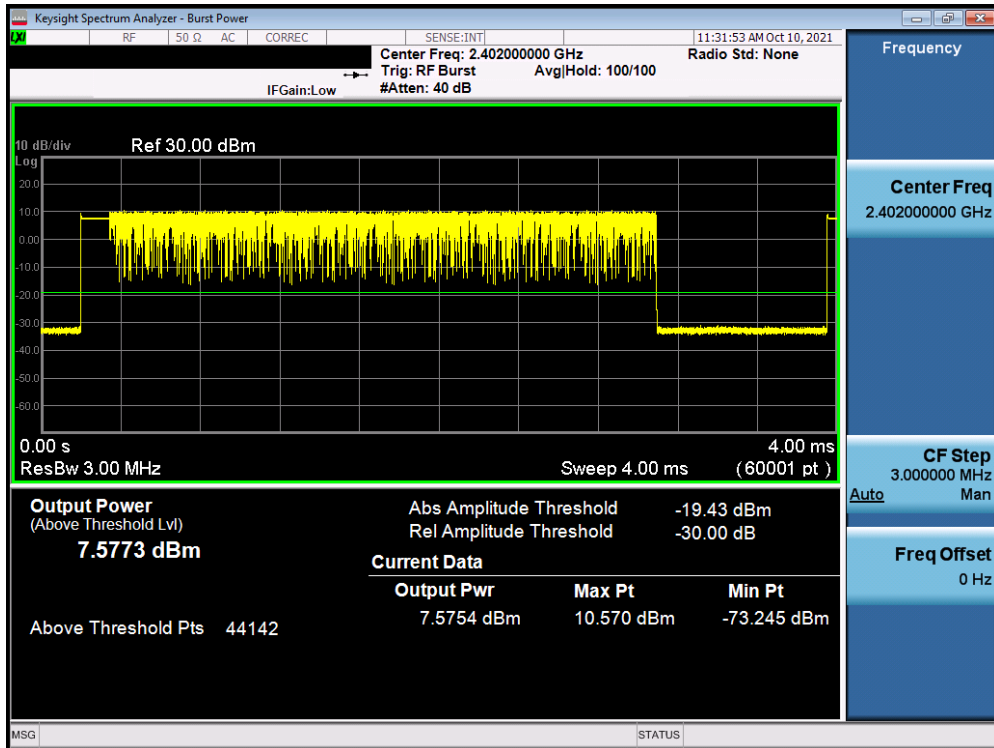 Keysight Spectrum Analyzer - Burst Power
LXI RF 50 Ω AC CORREC SENSE:INT 11:31:53 AM Oct 10, 2021
Center Freq: 2.402000000 GHz Radio Std: None
Trig: RF Burst Avg|Hold: 100/100
IFGain:Low #Atten: 40 dB
Frequency
10 dB/div Ref 30.00 dBm
Log
20.0
10.0
0.00
-10.0
-20.0
-30.0
-40.0
-50.0
-60.0
0.00 s 4.00 ms
ResBw 3.00 MHz Sweep 4.00 ms (60001 pt)
Center Freq
2.402000000 GHz
CF Step
3.000000 MHz
Auto Man
Freq Offset
0 Hz
Output Power
(Above Threshold Lvl)
7.5773 dBm
Above Threshold Pts 44142
Abs Amplitude Threshold -19.43 dBm
Rel Amplitude Threshold -30.00 dB
Current Data
Output Pwr Max Pt Min Pt
7.5754 dBm 10.570 dBm -73.245 dBm
MSG STATUS